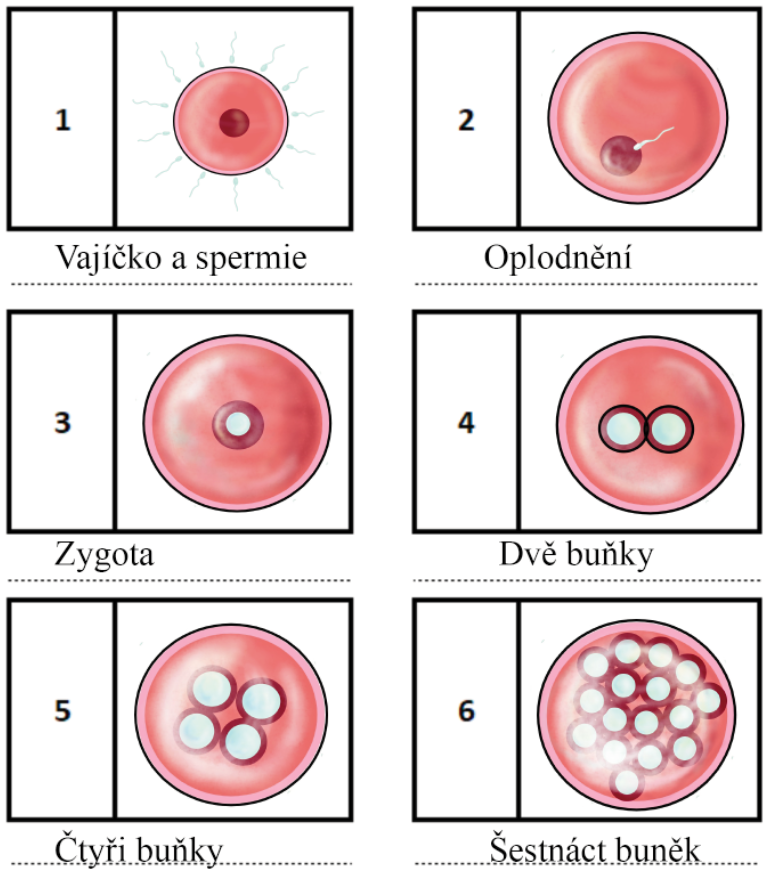 1
2
Vajíčko a spermie
Oplodnění
3
4
Zygota
Dvě buňky
5
6
Čtyři buňky
Šestnáct buněk